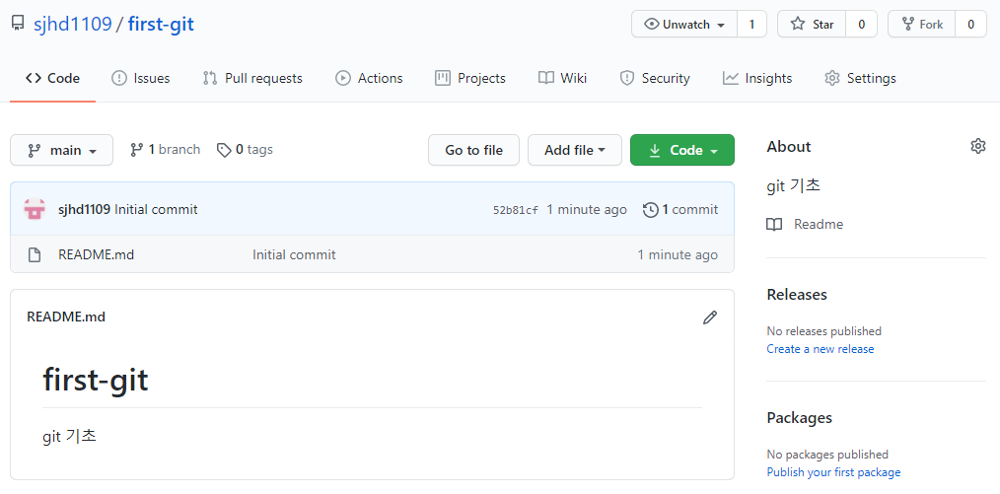 sjhd1109 / first-git
Unwatch 1 Star 0 Fork 0
Code Issues Pull requests Actions Projects Wiki Security Insights Settings
main 1 branch 0 tags Go to file Add file Code
sjhd1109 Initial commit 52b81cf 1 minute ago 1 commit
README.md Initial commit 1 minute ago
README.md
first-git
git 기초
About
git 기초
Readme
Releases
No releases published
Create a new release
Packages
No packages published
Publish your first package